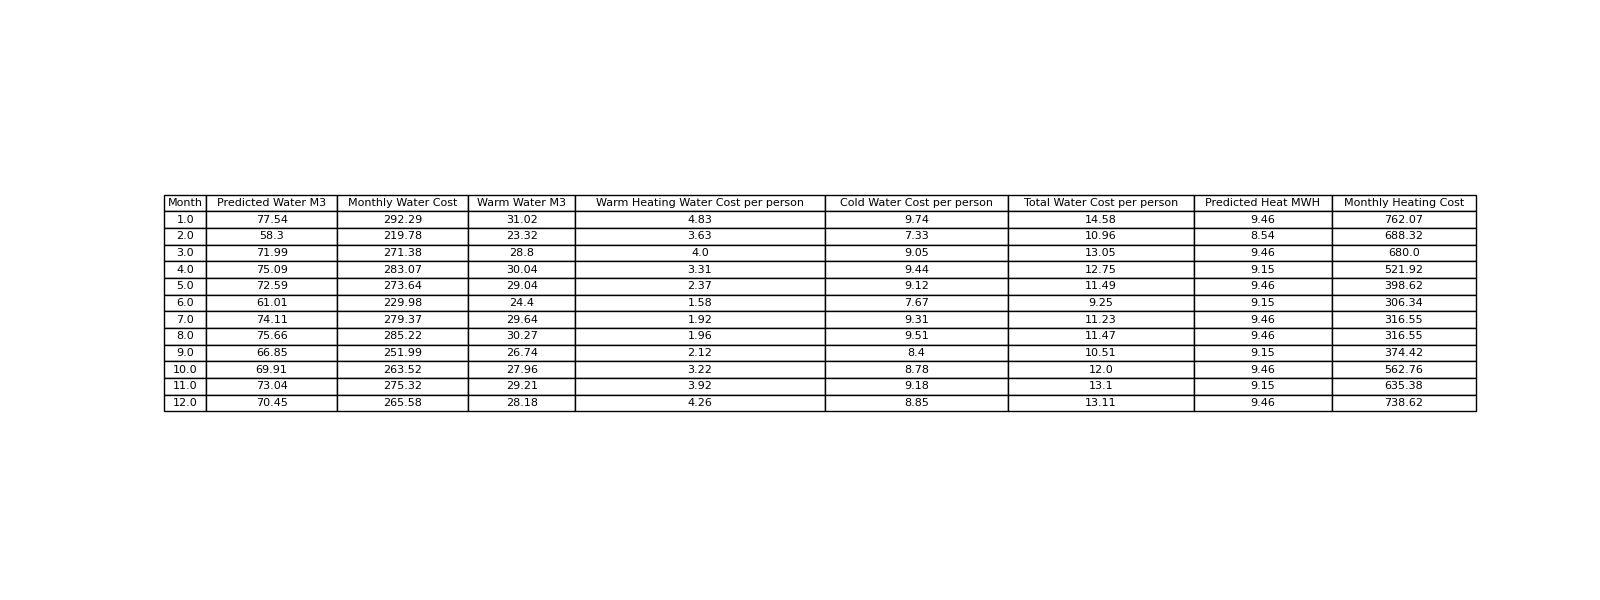 Month Predicted Water M3 Monthly Water Cost Warm Water M3 Warm Heating Water Cost per person Cold Water Cost per person Total Water Cost per person Predicted Heat MWH Monthly Heating Cost
1.0 77.54 292.29 31.02 4.83 9.74 14.58 9.46 762.07
2.0 58.3 219.78 23.32 3.63 7.33 10.96 8.54 688.32
3.0 71.99 271.38 28.8 4.0 9.05 13.05 9.46 680.0
4.0 75.09 283.07 30.04 3.31 9.44 12.75 9.15 521.92
5.0 72.59 273.64 29.04 2.37 9.12 11.49 9.46 398.62
6.0 61.01 229.98 24.4 1.58 7.67 9.25 9.15 306.34
7.0 74.11 279.37 29.64 1.92 9.31 11.23 9.46 316.55
8.0 75.66 285.22 30.27 1.96 9.51 11.47 9.46 316.55
9.0 66.85 251.99 26.74 2.12 8.4 10.51 9.15 374.42
10.0 69.91 263.52 27.96 3.22 8.78 12.0 9.46 562.76
11.0 73.04 275.32 29.21 3.92 9.18 13.1 9.15 635.38
12.0 70.45 265.58 28.18 4.26 8.85 13.11 9.46 738.62